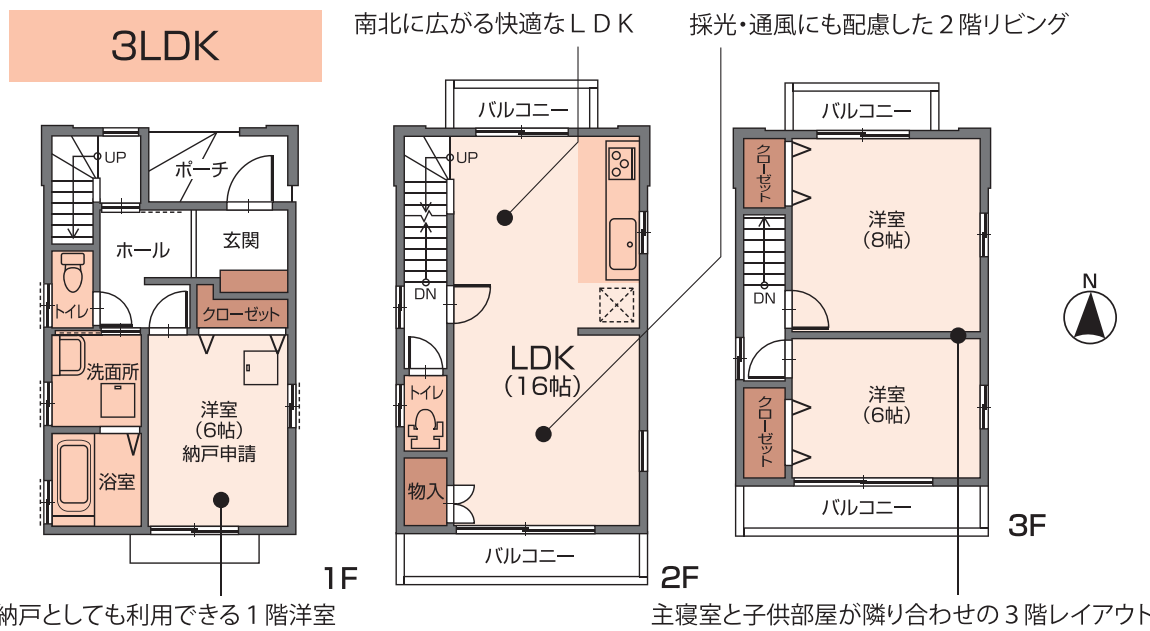 3LDK
南北に広がる快適なＬＤＫ
採光・通風にも配慮した２階リビング
UP
ポーチ
ホール
玄関
トイレ
クローゼット
洗面所
洋室
(6帖)
納戸申請
浴室
1F
納戸としても利用できる１階洋室
バルコニー
UP
DN
LDK
(16帖)
トイレ
物入
バルコニー
2F
バルコニー
クローゼット
洋室
(8帖)
DN
洋室
(6帖)
クローゼット
バルコニー
3F
主寝室と子供部屋が隣り合わせの３階レイアウト
N